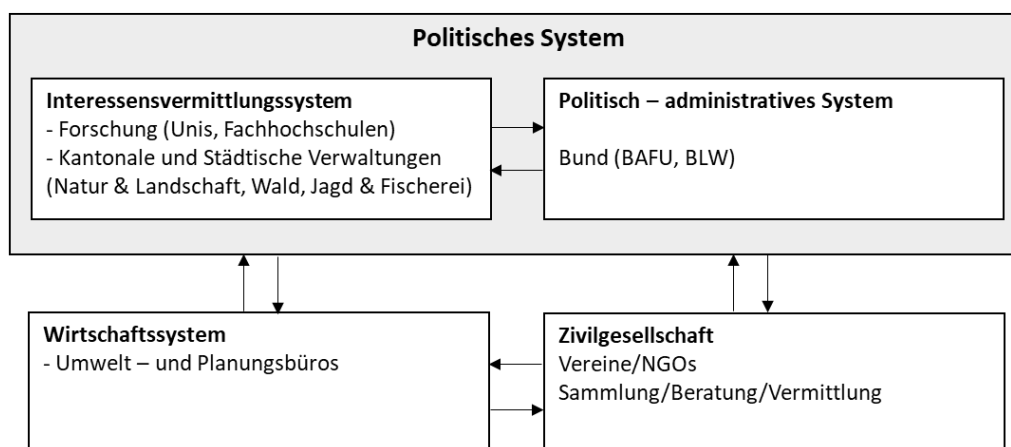 Politisches System
Interessensvermittlungssystem
- Forschung (Unis, Fachhochschulen)
- Kantonale und Städtische Verwaltungen
(Natur & Landschaft, Wald, Jagd & Fischerei)
Politisch – administratives System
Bund (BAFU, BLW)
Wirtschaftssystem
- Umwelt – und Planungsbüros
Zivilgesellschaft
Vereine/NGOs
Sammlung/Beratung/Vermittlung